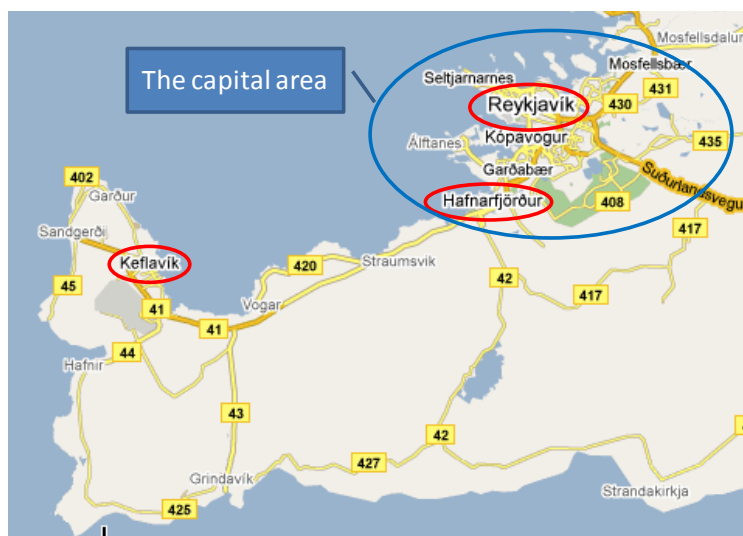 The capital area
Mosfellsdalur
Mosfellsbær
Seltjarnarnes
431
Reykjavík
430
Álftanes
Kópavogur
435
Garðabær
Suðurlandsvegur
402
Garður
Hafnarfjörður
408
417
Sandgerði
Keflavík
420
Straumsvik
42
45
417
41
Vogar
41
44
Hafnir
43
42
427
Grindavík
Strandakirkja
425